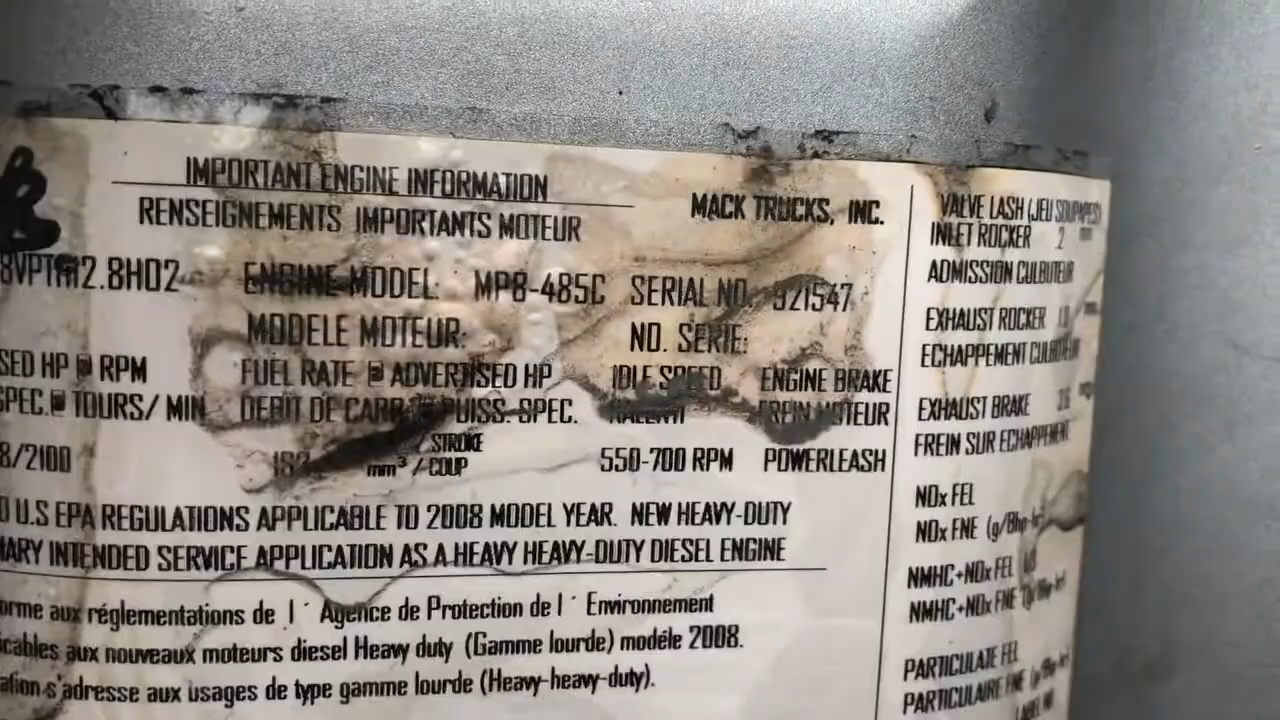 IMPORTANT ENGINE INFORMATION
RENSEIGNEMENTS IMPORTANTS MOTEUR
MACK TRUCKS, INC.
ENGINE MODEL: MP8-485C SERIAL NO. 921547
MODELE MOTEUR: NO. SERIE:
SED HP @ RPM FUEL RATE @ ADVERTISED HP IDLE SPEED ENGINE BRAKE
SPEC. @ TOURS/ MIN DEBIT DE CARB @ PUISS. SPEC. RALENTI FREIN MOTEUR
8/2100 mm³ / STROKE
/ COUP 550-700 RPM POWERLEASH
U.S EPA REGULATIONS APPLICABLE TO 2008 MODEL YEAR. NEW HEAVY-DUTY
ARY INTENDED SERVICE APPLICATION AS A HEAVY HEAVY-DUTY DIESEL ENGINE
orme aux réglementations de l ´ Agence de Protection de l ´ Environnement
icables aux nouveaux moteurs diesel Heavy duty (Gamme lourde) modéle 2008.
ation s'adresse aux usages de type gamme lourde (Heavy-heavy-duty).
VALVE LASH (JEU SOUPAPES)
INLET ROCKER 2
ADMISSION CULBUTEUR
EXHAUST ROCKER
ECHAPPEMENT CULBUTEUR
EXHAUST BRAKE
FREIN SUR ECHAPPEMENT
NOx FEL
NOx FNE (g/Bhp-hr)
NMHC+NOx FEL
NMHC+NOx FNE (g/Bhp-hr)
PARTICULATE FEL
PARTICULAIRE FNE (g/Bhp-hr)